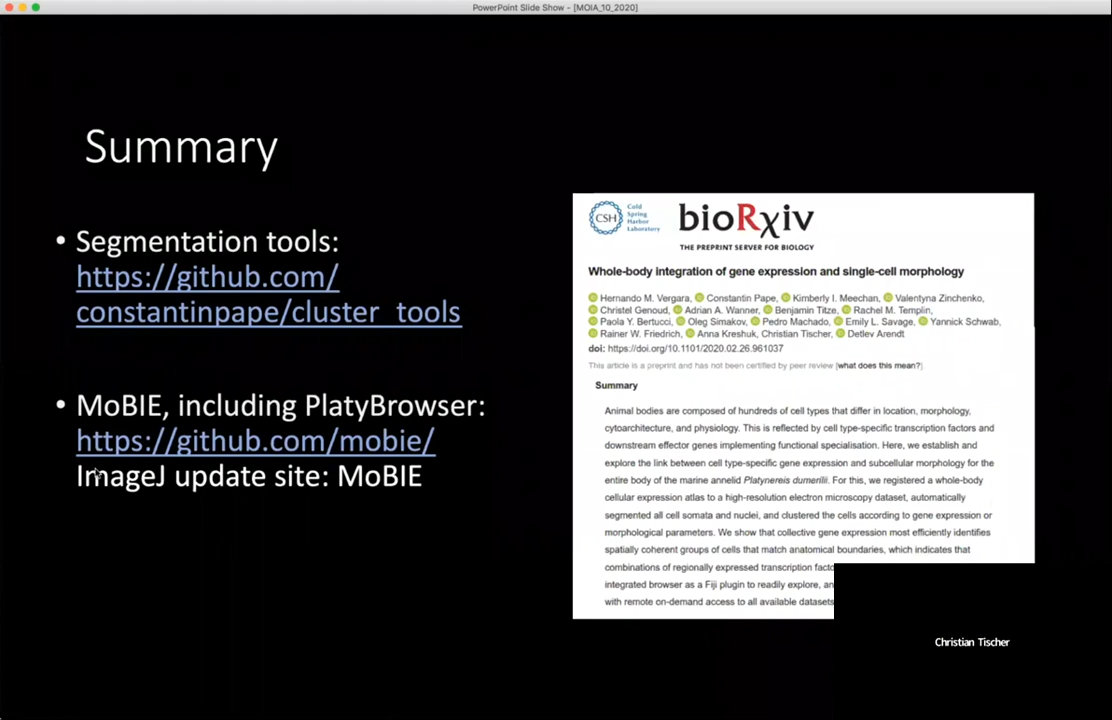 PowerPoint Slide Show - [MOIA_10_2020]
Summary
• Segmentation tools:
https://github.com/
constantinpape/cluster_tools
• MoBIE, including PlatyBrowser:
https://github.com/mobie/
ImageJ update site: MoBIE
CSH
Cold
Spring
Harbor
Laboratory
bioRχiv
THE PREPRINT SERVER FOR BIOLOGY
Whole-body integration of gene expression and single-cell morphology
Hernando M. Vergara, Constantin Pape, Kimberly I. Meechan, Valentyna Zinchenko,
Christel Genoud, Adrian A. Wanner, Benjamin Titze, Rachel M. Templin,
Paola Y. Bertucci, Oleg Simakov, Pedro Machado, Emily L. Savage, Yannick Schwab,
Rainer W. Friedrich, Anna Kreshuk, Christian Tischer, Detlev Arendt
doi: https://doi.org/10.1101/2020.02.26.961037
This article is a preprint and has not been certified by peer review [what does this mean?].
Summary
Animal bodies are composed of hundreds of cell types that differ in location, morphology,
cytoarchitecture, and physiology. This is reflected by cell type-specific transcription factors and
downstream effector genes implementing functional specialisation. Here, we establish and
explore the link between cell type-specific gene expression and subcellular morphology for the
entire body of the marine annelid Platynereis dumerilii. For this, we registered a whole-body
cellular expression atlas to a high-resolution electron microscopy dataset, automatically
segmented all cell somata and nuclei, and clustered the cells according to gene expression or
morphological parameters. We show that collective gene expression most efficiently identifies
spatially coherent groups of cells that match anatomical boundaries, which indicates that
combinations of regionally expressed transcription facto
integrated browser as a Fiji plugin to readily explore, an
with remote on-demand access to all available datasets
Christian Tischer